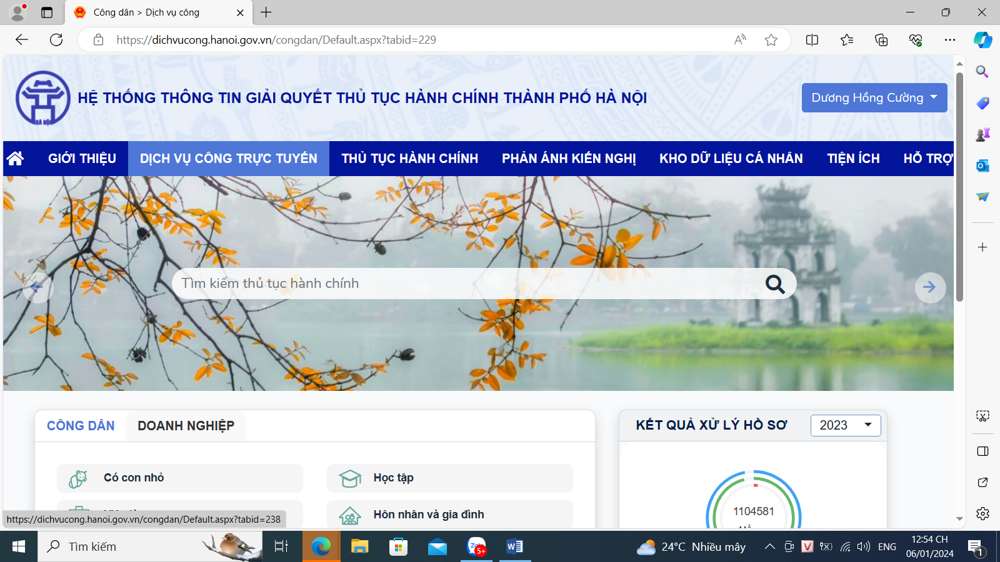 Công dân > Dịch vụ công
https://dichvucong.hanoi.gov.vn/congdan/Default.aspx?tabid=229
HÀ NỘI
HỆ THỐNG THÔNG TIN GIẢI QUYẾT THỦ TỤC HÀNH CHÍNH THÀNH PHỐ HÀ NỘI
Dương Hồng Cường
GIỚI THIỆU DỊCH VỤ CÔNG TRỰC TUYẾN THỦ TỤC HÀNH CHÍNH PHẢN ÁNH KIẾN NGHỊ KHO DỮ LIỆU CÁ NHÂN TIỆN ÍCH HỖ TRỢ
Tìm kiếm thủ tục hành chính
CÔNG DÂN DOANH NGHIỆP
KẾT QUẢ XỬ LÝ HỒ SƠ 2023
Có con nhỏ
Học tập
Hôn nhân và gia đình
1104581
https://dichvucong.hanoi.gov.vn/congdan/Default.aspx?tabid=238
Tìm kiếm
Zalo
5+
24°C Nhiều mây
ENG
12:54 CH
06/01/2024
1